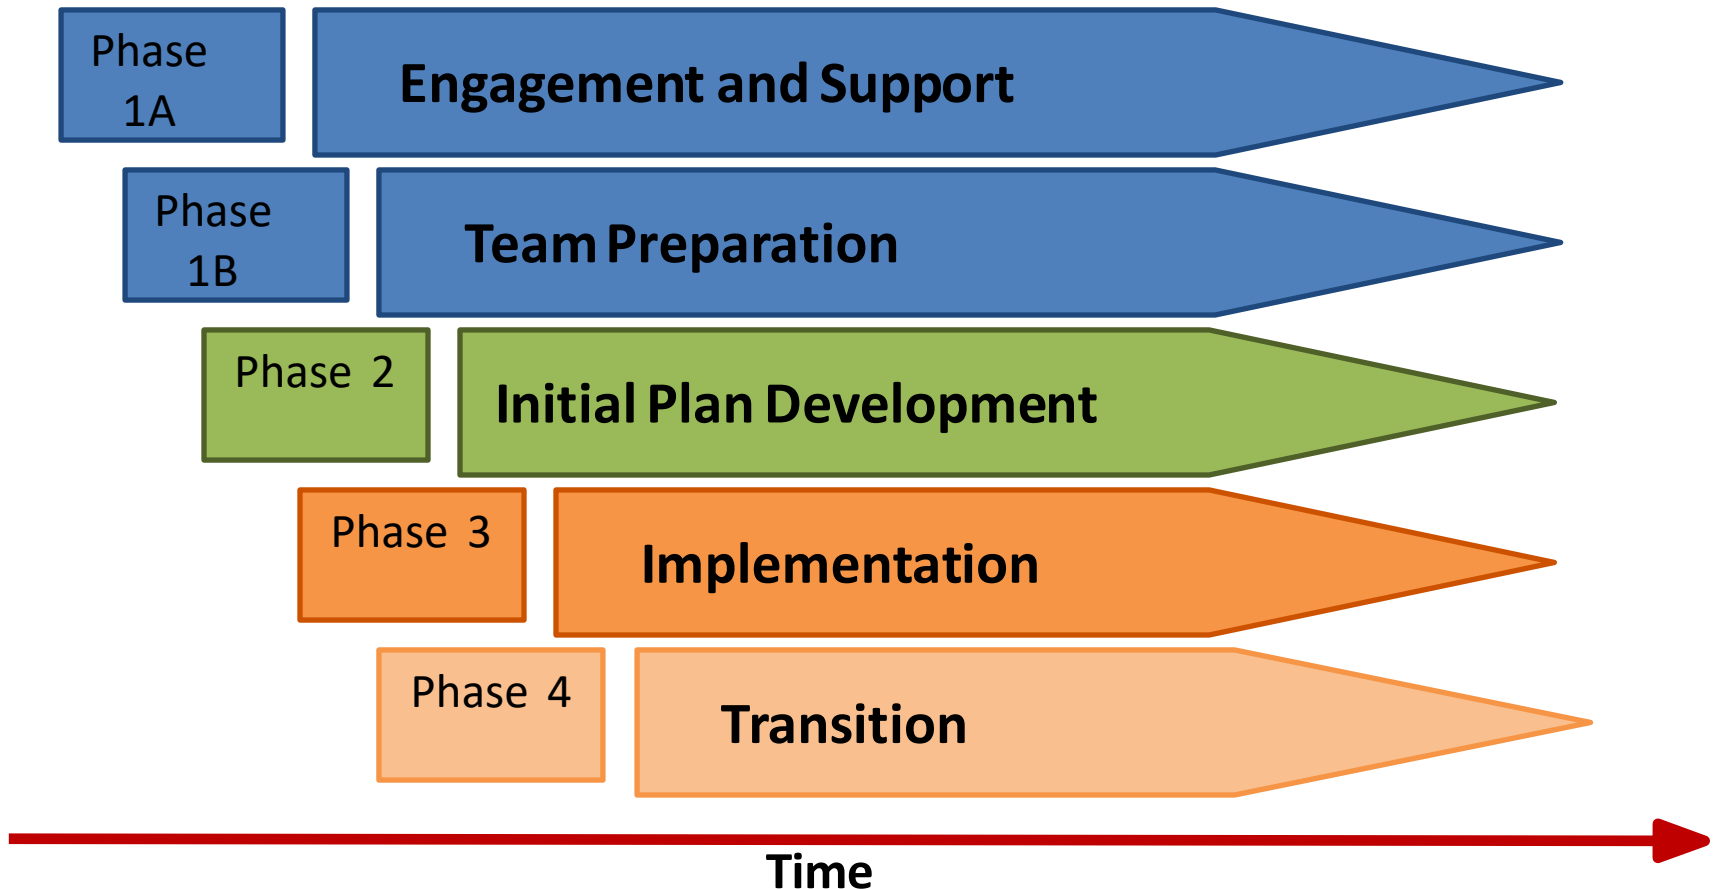 Phase
1A
Engagement and Support
Phase
1B
Team Preparation
Phase 2
Initial Plan Development
Phase 3
Implementation
Phase 4
Transition
Time